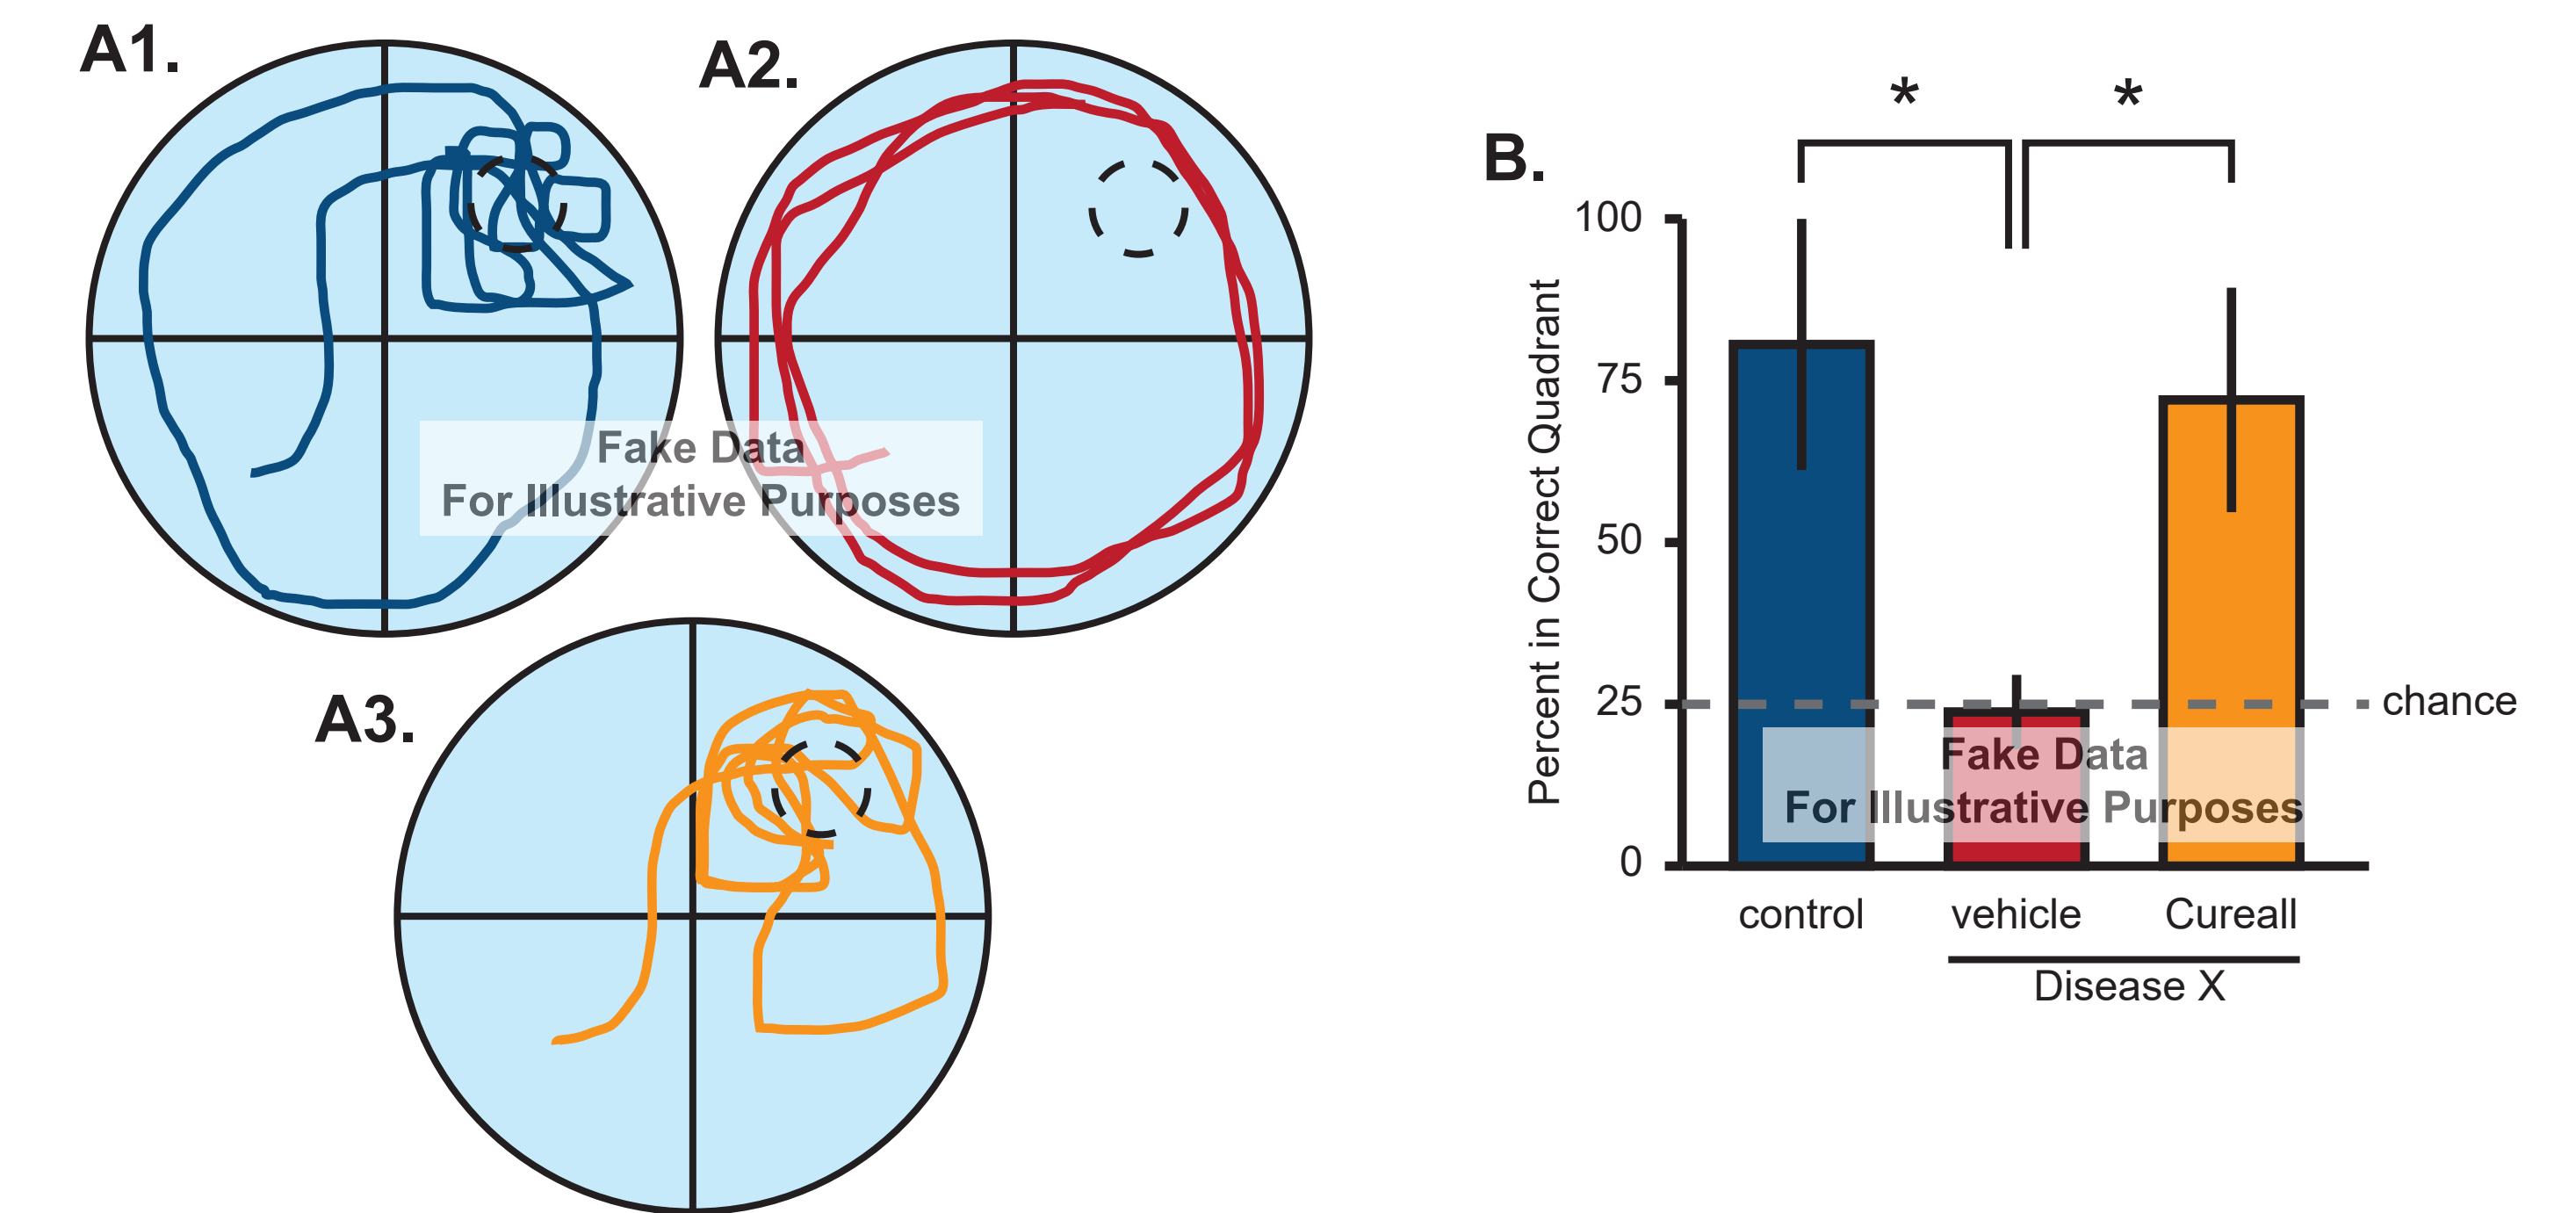 A1.
A2.
Fake Data
For Illustrative Purposes
A3.
B.
*
*
Percent in Correct Quadrant
100
75
50
25
0
chance
Fake Data
For Illustrative Purposes
control
vehicle
Cureall
Disease X